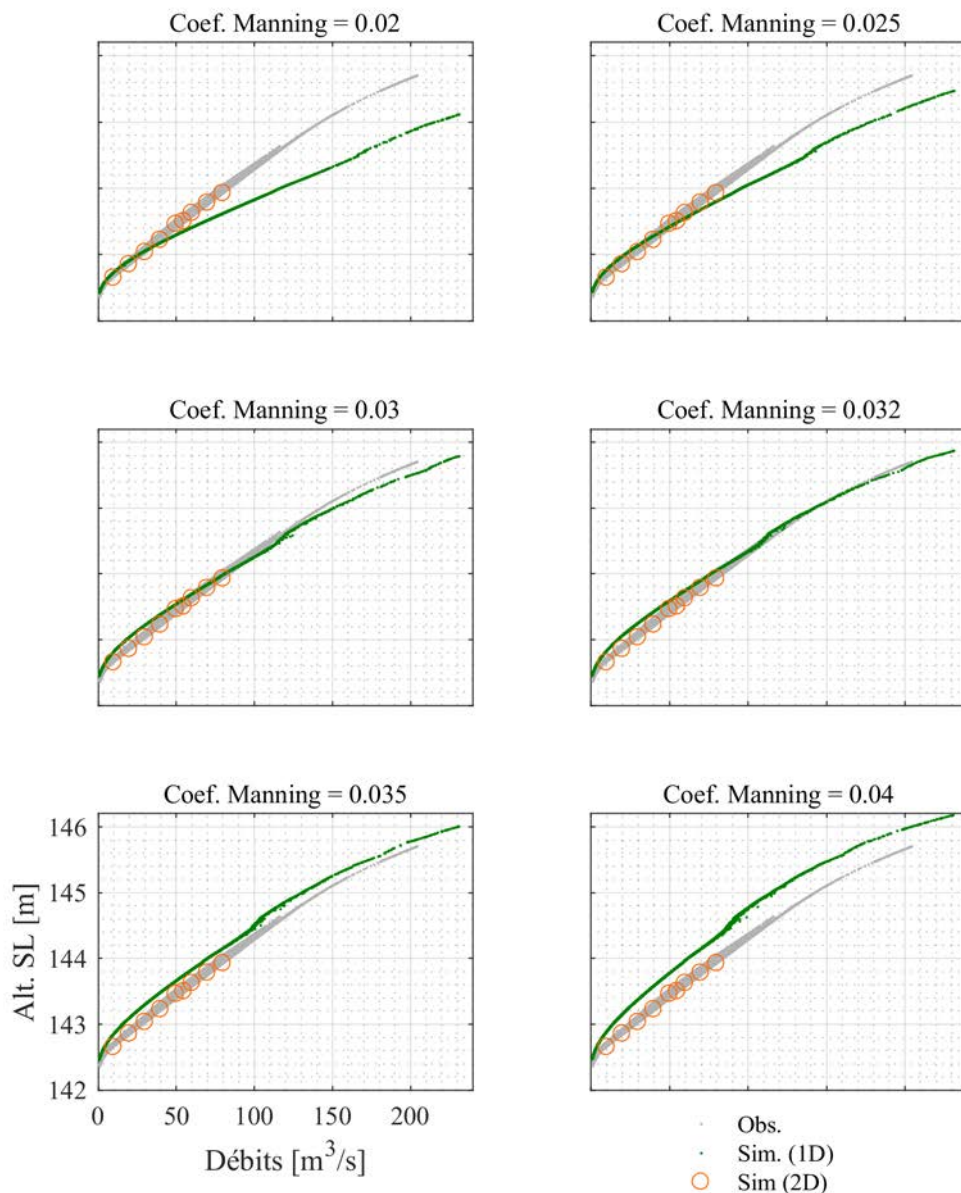 Coef. Manning = 0.02
Coef. Manning = 0.025
Coef. Manning = 0.03
Coef. Manning = 0.032
Coef. Manning = 0.035
Coef. Manning = 0.04
146
145
144
143
142
Alt. SL [m]
0 50 100 150 200
Débits [m³/s]
Obs.
Sim. (1D)
Sim (2D)